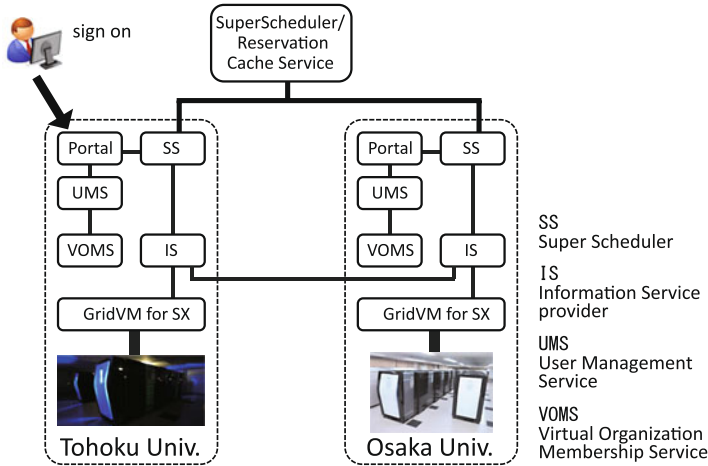 sign on
SuperScheduler/
Reservation
Cache Service
Portal
SS
UMS
VOMS
IS
GridVM for SX
Tohoku Univ.
Portal
SS
UMS
VOMS
IS
GridVM for SX
Osaka Univ.
SS
Super Scheduler
IS
Information Service
provider
UMS
User Management
Service
VOMS
Virtual Organization
Membership Service